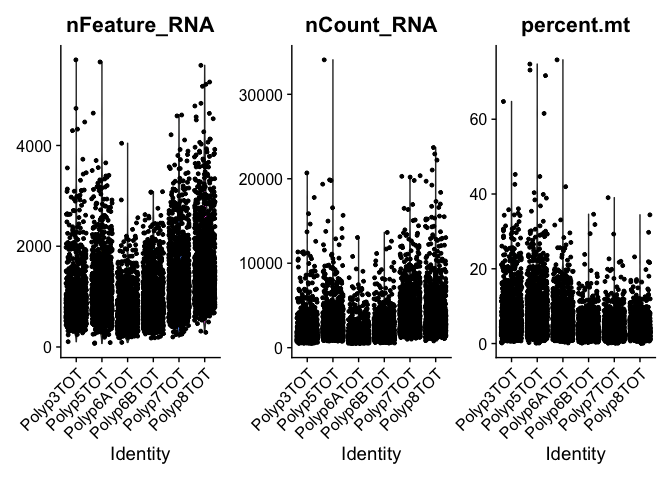 nFeature_RNA
4000
2000
0
Polyp3TOT
Polyp5TOT
Polyp6ATOT
Polyp6BTOT
Polyp7TOT
Polyp8TOT
Identity
nCount_RNA
30000
20000
10000
0
Polyp3TOT
Polyp5TOT
Polyp6ATOT
Polyp6BTOT
Polyp7TOT
Polyp8TOT
Identity
percent.mt
60
40
20
0
Polyp3TOT
Polyp5TOT
Polyp6ATOT
Polyp6BTOT
Polyp7TOT
Polyp8TOT
Identity